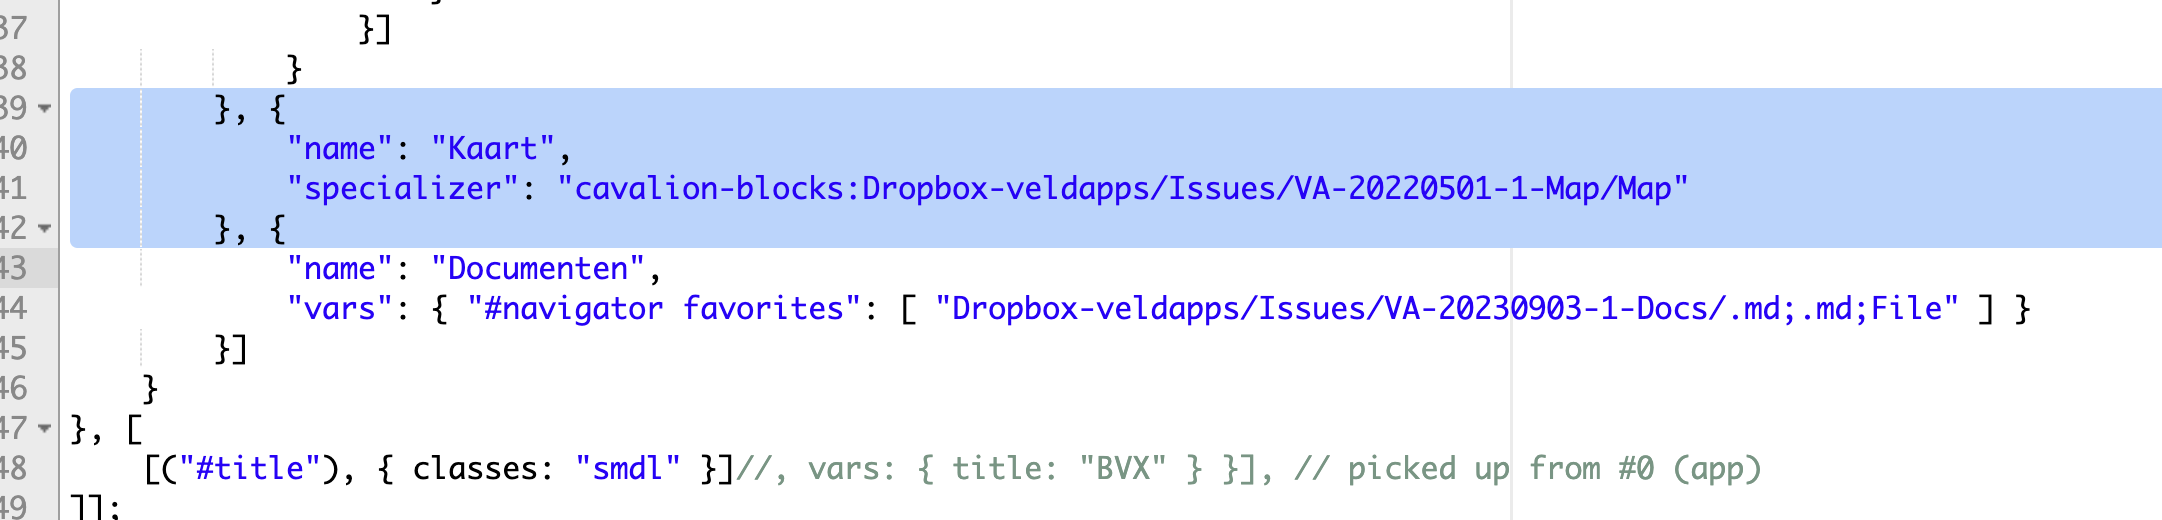 37                     }]
38                 }
39             }, {
40                 "name": "Kaart",
41                 "specializer": "cavalion-blocks:Dropbox-veldapps/Issues/VA-20220501-1-Map/Map"
42             }, {
43                 "name": "Documenten",
44                 "vars": { "#navigator favorites": [ "Dropbox-veldapps/Issues/VA-20230903-1-Docs/.md;.md;File" ] }
45             }]
46         }
47     }, [
48         [("#title"), { classes: "smdl" }]//, vars: { title: "BVX" } }], // picked up from #0 (app)
49     ]];